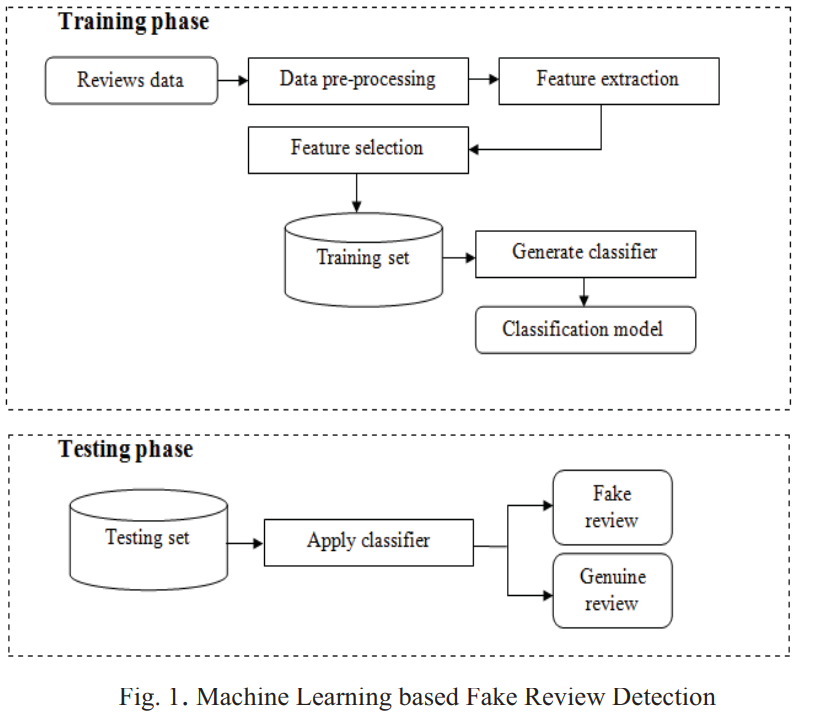 Training phase
Reviews data
Data pre-processing
Feature extraction
Feature selection
Training set
Generate classifier
Classification model
Testing phase
Testing set
Apply classifier
Fake
review
Genuine
review
Fig. 1. Machine Learning based Fake Review Detection